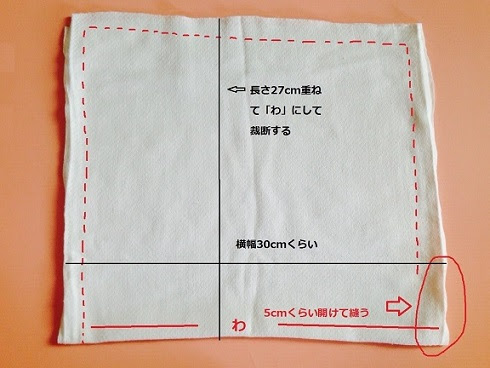 長さ27cm重ね
て「わ」にして
裁断する
横幅30cmくらい
5cmくらい開けて縫う
わ